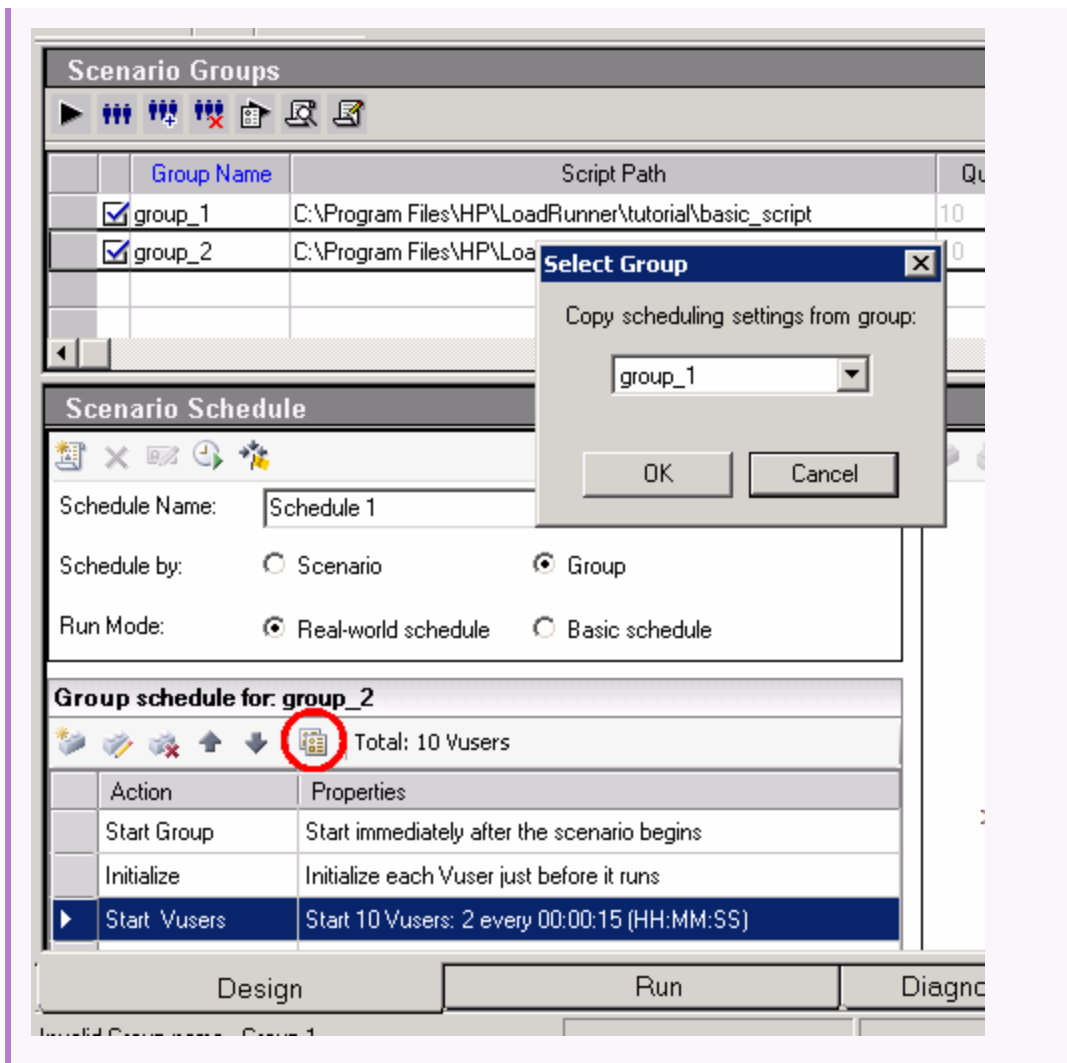 Scenario Groups
Group Name Script Path Qu
group_1 C:\Program Files\HP\LoadRunner\tutorial\basic_script 10
group_2 C:\Program Files\HP\Loa 0
Select Group
Copy scheduling settings from group:
group_1
OK Cancel
Scenario Schedule
Schedule Name: Schedule 1
Schedule by: Scenario Group
Run Mode: Real-world schedule Basic schedule
Group schedule for: group_2
Total: 10 Vusers
Action Properties
Start Group Start immediately after the scenario begins
Initialize Initialize each Vuser just before it runs
Start Vusers Start 10 Vusers: 2 every 00:00:15 (HH:MM:SS)
Design Run Diagno